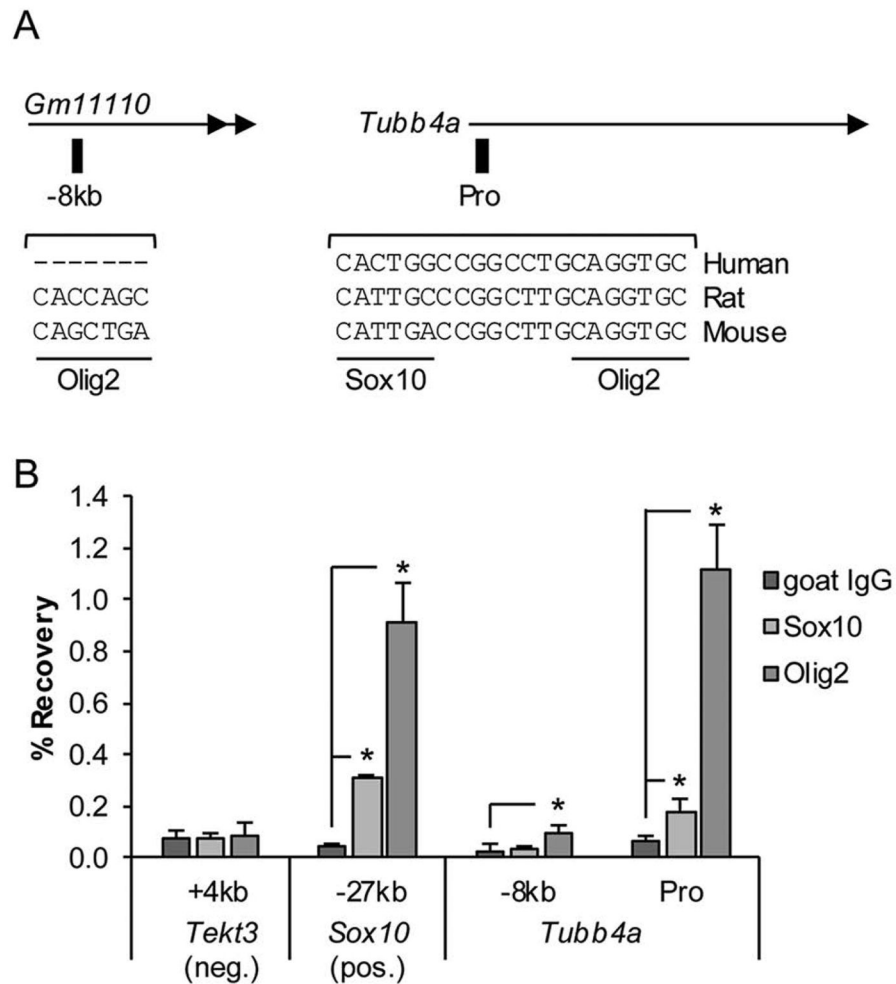 A
Gm11110 Tubb4a
-8kb Pro
------- CACTGGCCGGCCTGCAGGTGC Human
CACCAGC CATTGCCCGGCTTGCAGGTGC Rat
CAGCTGA CATTGACCGGCTTGCAGGTGC Mouse
Olig2 Sox10 Olig2
B
% Recovery
1.4
1.2
1.0
0.8
0.6
0.4
0.2
0.0
* * * * *
goat IgG
Sox10
Olig2
+4kb -27kb -8kb Pro
Tekt3 Sox10 Tubb4a
(neg.) (pos.)